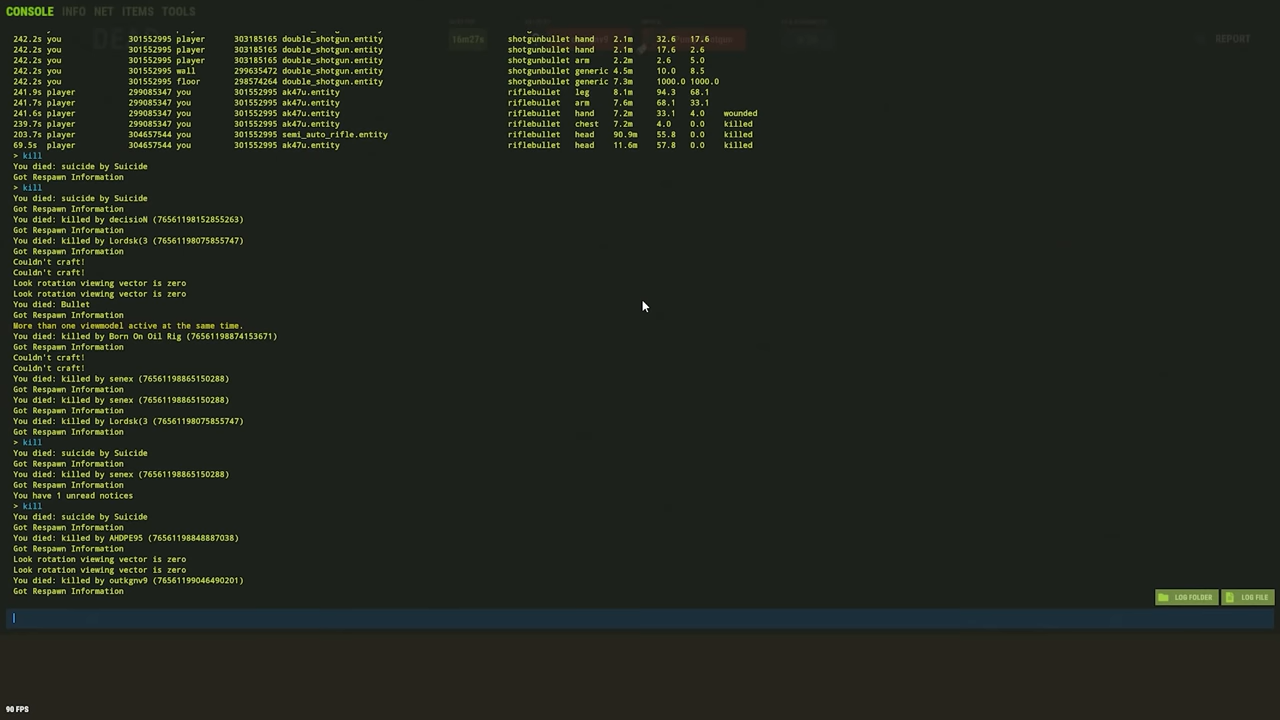 CONSOLE INFO NET ITEMS TOOLS
16m27s
REPORT
242.2s you 301552995 player 303185165 double_shotgun.entity shotgunbullet hand 2.1m 32.6 17.6
242.2s you 301552995 player 303185165 double_shotgun.entity shotgunbullet hand 2.1m 17.6 2.6
242.2s you 301552995 player 303185165 double_shotgun.entity shotgunbullet arm 2.2m 2.6 5.0
242.2s you 301552995 wall 299635472 double_shotgun.entity shotgunbullet generic 4.5m 10.0 8.5
242.2s you 301552995 floor 298574264 double_shotgun.entity shotgunbullet generic 7.3m 1000.0 1000.0
241.9s player 299085347 you 301552995 ak47u.entity riflebullet leg 8.1m 94.3 68.1
241.7s player 299085347 you 301552995 ak47u.entity riflebullet arm 7.6m 68.1 33.1
241.6s player 299085347 you 301552995 ak47u.entity riflebullet hand 7.2m 33.1 4.0 wounded
239.7s player 299085347 you 301552995 ak47u.entity riflebullet chest 7.2m 4.0 0.0 killed
203.7s player 304657544 you 301552995 semi_auto_rifle.entity riflebullet head 90.9m 55.8 0.0 killed
69.5s player 304657544 you 301552995 ak47u.entity riflebullet head 11.6m 57.8 0.0 killed
> kill
You died: suicide by Suicide
Got Respawn Information
> kill
You died: suicide by Suicide
Got Respawn Information
You died: killed by decisioN (76561198152855263)
Got Respawn Information
You died: killed by Lordsk(3 (76561198075855747)
Got Respawn Information
Couldn't craft!
Couldn't craft!
Look rotation viewing vector is zero
Look rotation viewing vector is zero
You died: Bullet
Got Respawn Information
More than one viewmodel active at the same time.
You died: killed by Born On Oil Rig (76561198874153671)
Got Respawn Information
Couldn't craft!
Couldn't craft!
You died: killed by senex (76561198865150288)
Got Respawn Information
You died: killed by senex (76561198865150288)
Got Respawn Information
You died: killed by Lordsk(3 (76561198075855747)
Got Respawn Information
> kill
You died: suicide by Suicide
Got Respawn Information
You died: killed by senex (76561198865150288)
Got Respawn Information
You have 1 unread notices
> kill
You died: suicide by Suicide
Got Respawn Information
You died: killed by AHDPE95 (76561198848887038)
Got Respawn Information
Look rotation viewing vector is zero
Look rotation viewing vector is zero
You died: killed by outkgnv9 (76561199046490201)
Got Respawn Information
LOG FOLDER LOG FILE
90 FPS